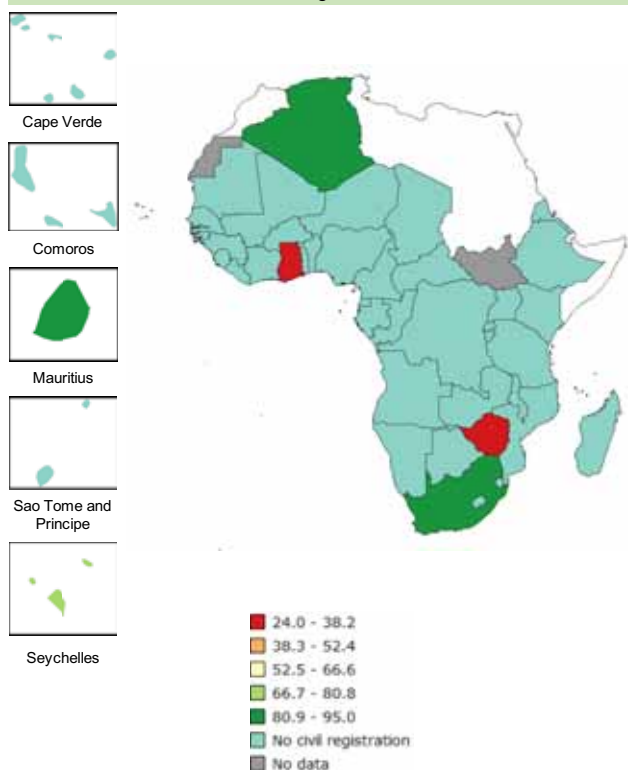 Cape Verde
Comoros
Mauritius
Sao Tome and
Principe
Seychelles
24.0 - 38.2
38.3 - 52.4
52.5 - 66.6
66.7 - 80.8
80.9 - 95.0
No civil registration
No data